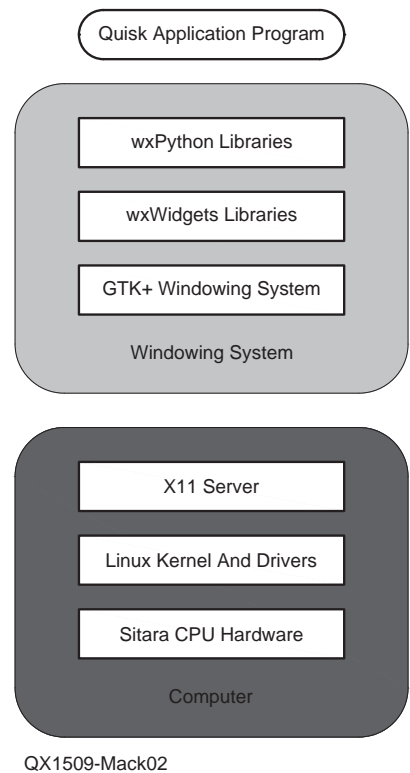 Quisk Application Program
wxPython Libraries
wxWidgets Libraries
GTK+ Windowing System
Windowing System
X11 Server
Linux Kernel And Drivers
Sitara CPU Hardware
Computer
QX1509-Mack02